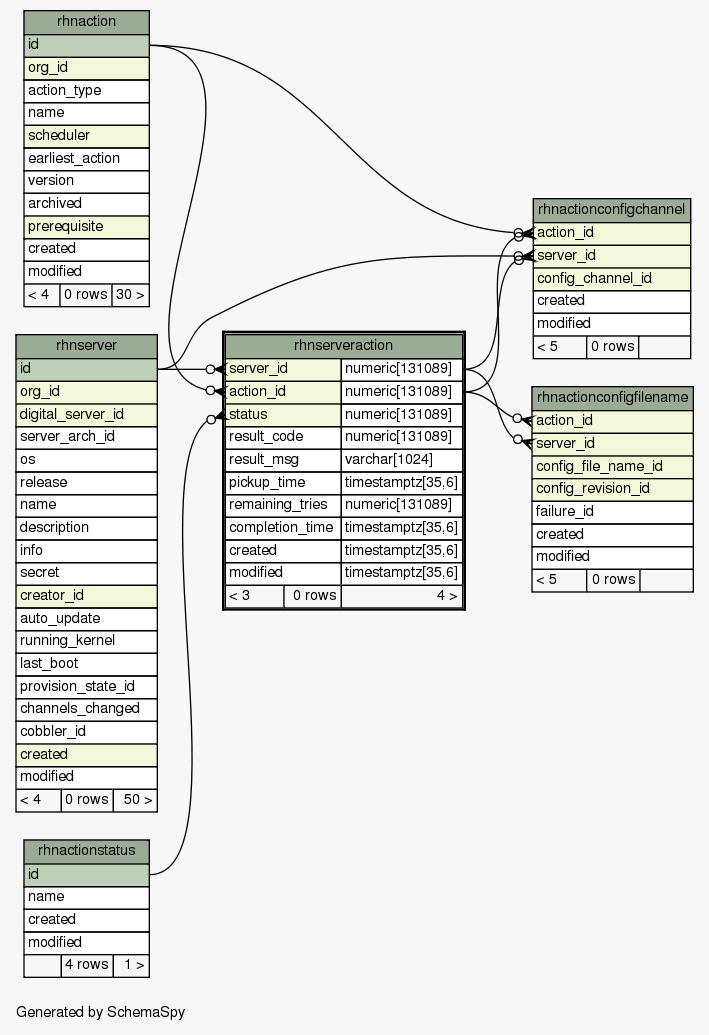 rhnaction
id
org_id
action_type
name
scheduler
earliest_action
version
archived
prerequisite
created
modified
< 4 0 rows 30 >
rhnserver
id
org_id
digital_server_id
server_arch_id
os
release
name
description
info
secret
creator_id
auto_update
running_kernel
last_boot
provision_state_id
channels_changed
cobbler_id
created
modified
< 4 0 rows 50 >
rhnactionstatus
id
name
created
modified
4 rows 1 >
rhnserveraction
server_id numeric[131089]
action_id numeric[131089]
status numeric[131089]
result_code numeric[131089]
result_msg varchar[1024]
pickup_time timestamptz[35,6]
remaining_tries numeric[131089]
completion_time timestamptz[35,6]
created timestamptz[35,6]
modified timestamptz[35,6]
< 3 0 rows 4 >
rhnactionconfigchannel
action_id
server_id
config_channel_id
created
modified
< 5 0 rows
rhnactionconfigfilename
action_id
server_id
config_file_name_id
config_revision_id
failure_id
created
modified
< 5 0 rows
Generated by SchemaSpy